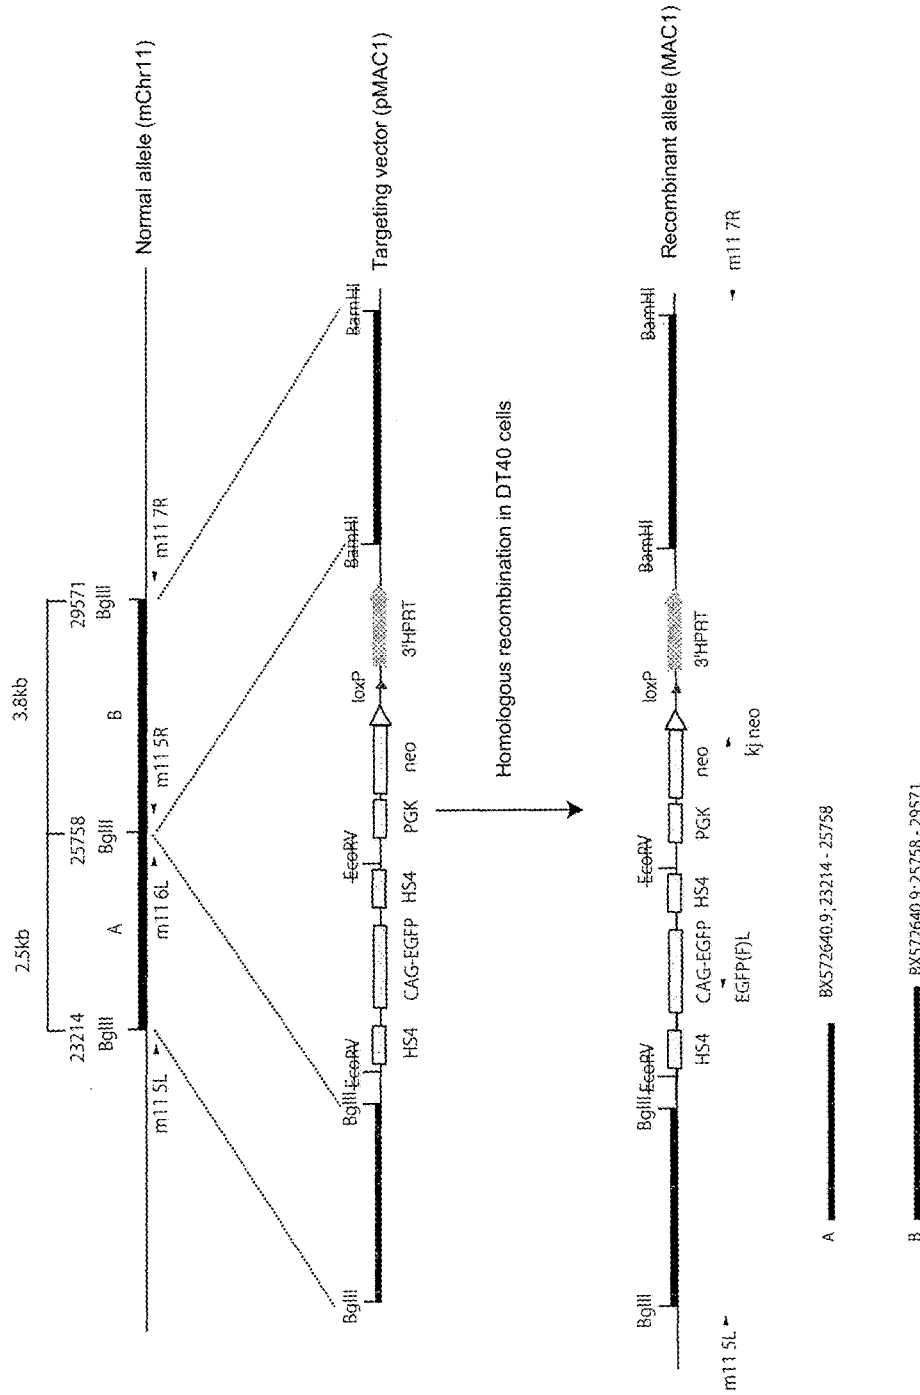 2.5kb 3.8kb
23214 25758 29571
BglII BglII BglII
A B
m11 5L m11 6L m11 5R m11 7R
Normal allele (mChr11)
BglII BglII EcoRV EcoRV loxP BamHI BamHI
HS4 CAG-EGFP HS4 PGK neo 3'HPRT
Targeting vector (pMAC1)
Homologous recombination in DT40 cells
BglII BglII EcoRV EcoRV loxP BamHI BamHI
HS4 CAG-EGFP HS4 PGK neo 3'HPRT
Recombinant allele (MAC1)
m11 5L EGFP(F)L kj neo m11 7R
A BX572640.9;23214 - 25758
B BX572640.9;25758 - 29571